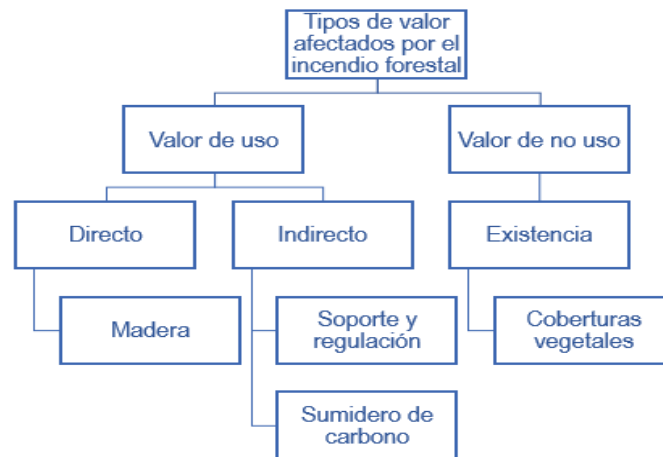 Tipos de valor
afectados por el
incendio forestal
Valor de uso
Valor de no uso
Directo
Indirecto
Existencia
Madera
Soporte y
regulación
Coberturas
vegetales
Sumidero de
carbono